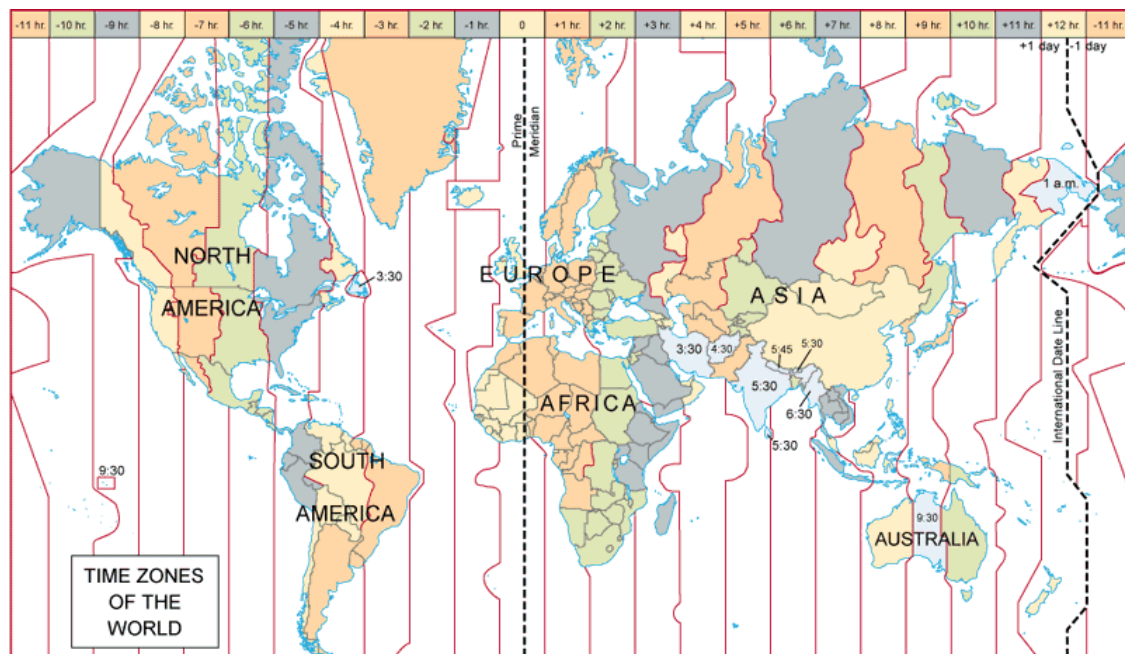 -11 hr. -10 hr. -9 hr. -8 hr. -7 hr. -6 hr. -5 hr. -4 hr. -3 hr. -2 hr. -1 hr. 0 +1 hr. +2 hr. +3 hr. +4 hr. +5 hr. +6 hr. +7 hr. +8 hr. +9 hr. +10 hr. +11 hr. +12 hr. -11 hr.
+1 day -1 day
Prime
Meridian
1 a.m.
NORTH
AMERICA
3:30
EUROPE
ASIA
3:30
4:30
5:45
5:30
5:30
6:30
5:30
AFRICA
International Date Line
SOUTH
AMERICA
9:30
9:30
AUSTRALIA
TIME ZONES
OF THE
WORLD